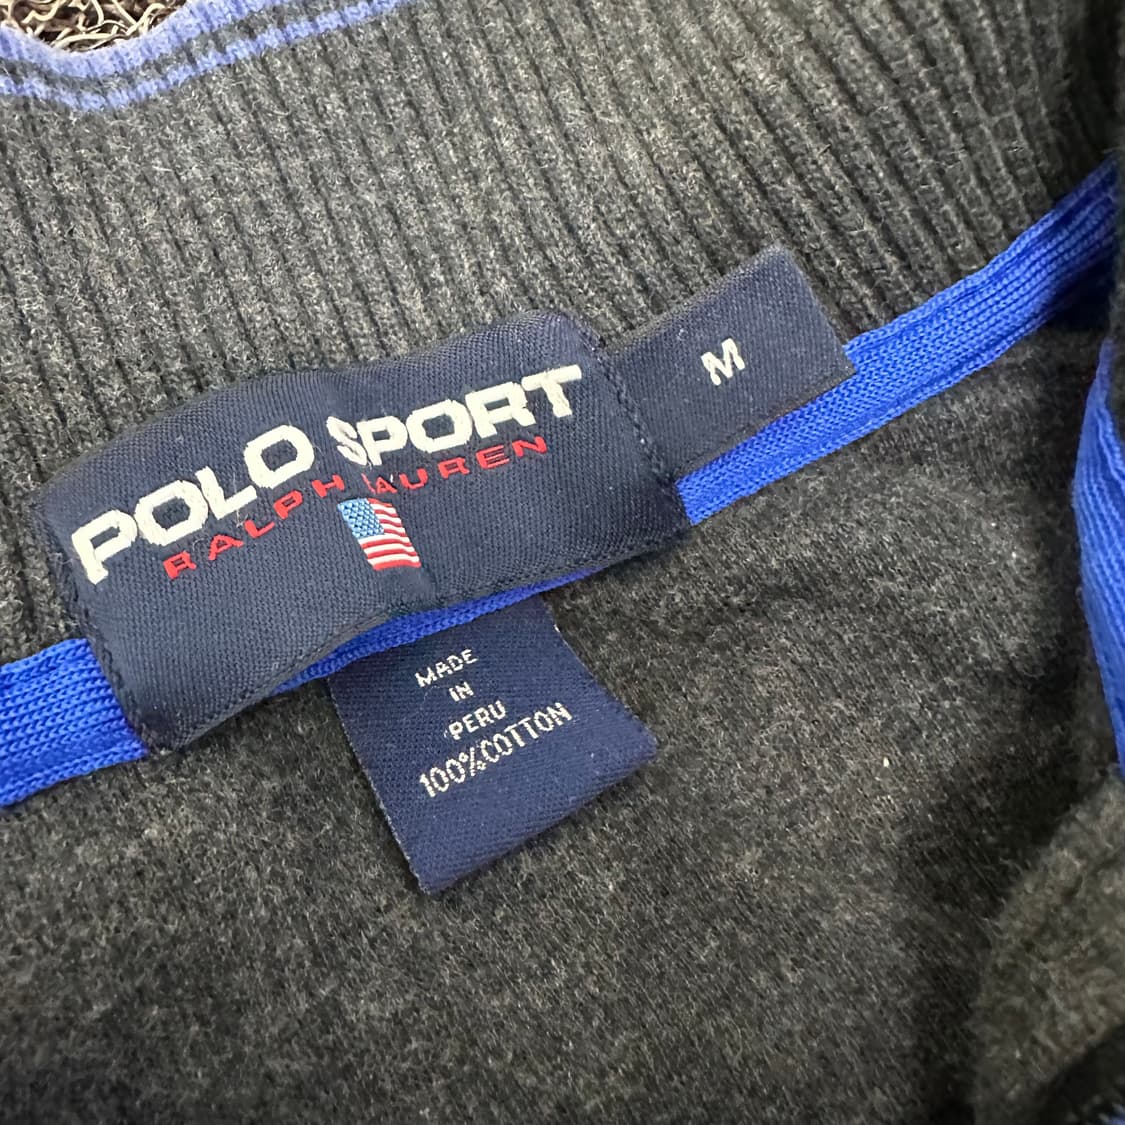 POLO SPORT
RALPH LAUREN
M
MADE
IN
PERU
100%COTTON